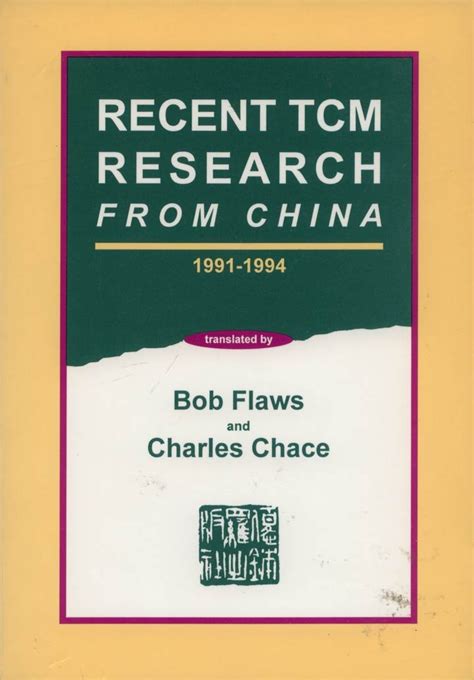 RECENT TCM
RESEARCH
FROM CHINA
1991-1994
translated by
Bob Flaws
and
Charles Chace